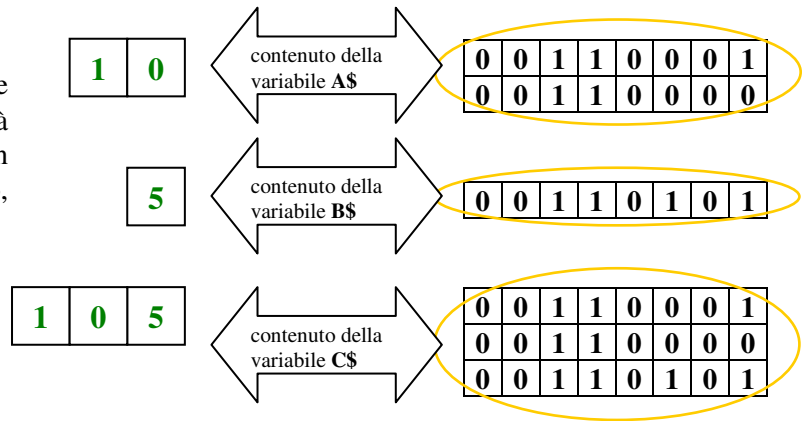 1 0
contenuto della
variabile A$
0 0 1 1 0 0 0 1
0 0 1 1 0 0 0 0
e
à
n
,
5
contenuto della
variabile B$
0 0 1 1 0 1 0 1
1 0 5
contenuto della
variabile C$
0 0 1 1 0 0 0 1
0 0 1 1 0 0 0 0
0 0 1 1 0 1 0 1